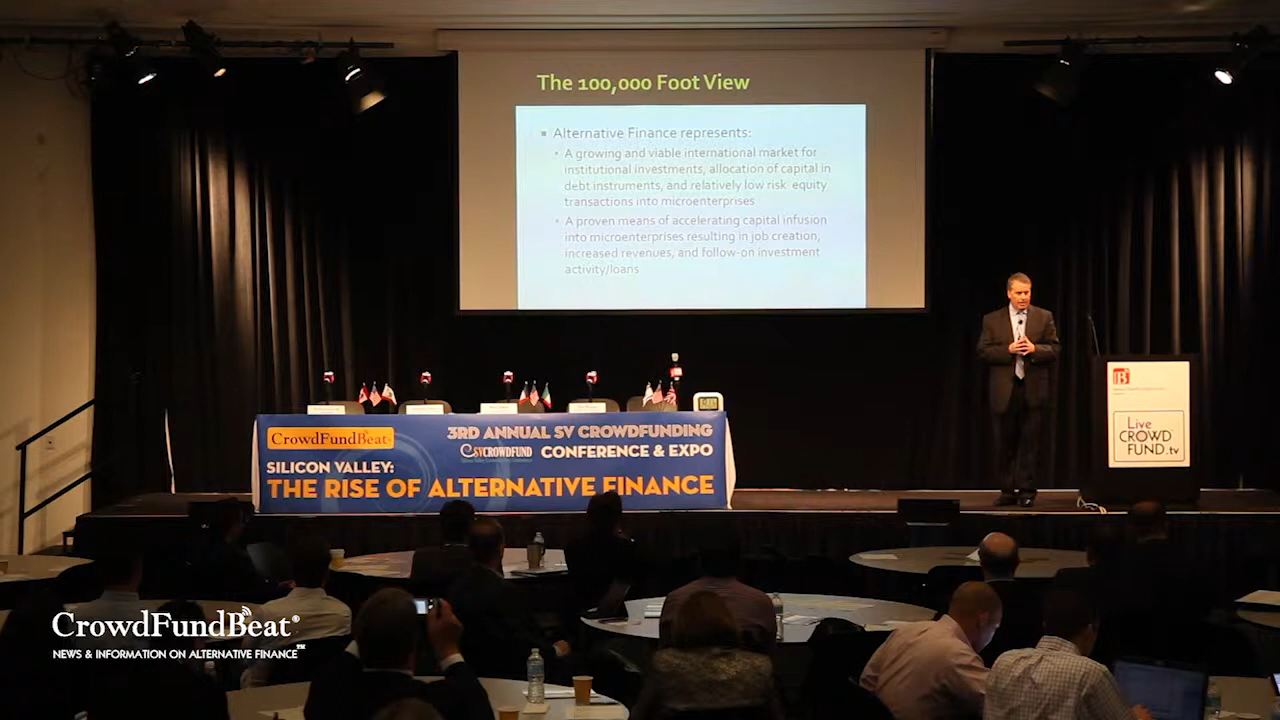 The 100,000 Foot View
Alternative Finance represents:
A growing and viable international market for
institutional investments, allocation of capital in
debt instruments, and relatively low risk equity
transactions into microenterprises
A proven means of accelerating capital infusion
into microenterprises resulting in job creation,
increased revenues, and follow-on investment
activity/loans
CrowdFundBeat
3RD ANNUAL SV CROWDFUNDING
SVCROWDFUND CONFERENCE & EXPO
SILICON VALLEY:
THE RISE OF ALTERNATIVE FINANCE
B
Live
CROWD
FUND.tv
CrowdFundBeat®
NEWS & INFORMATION ON ALTERNATIVE FINANCE™